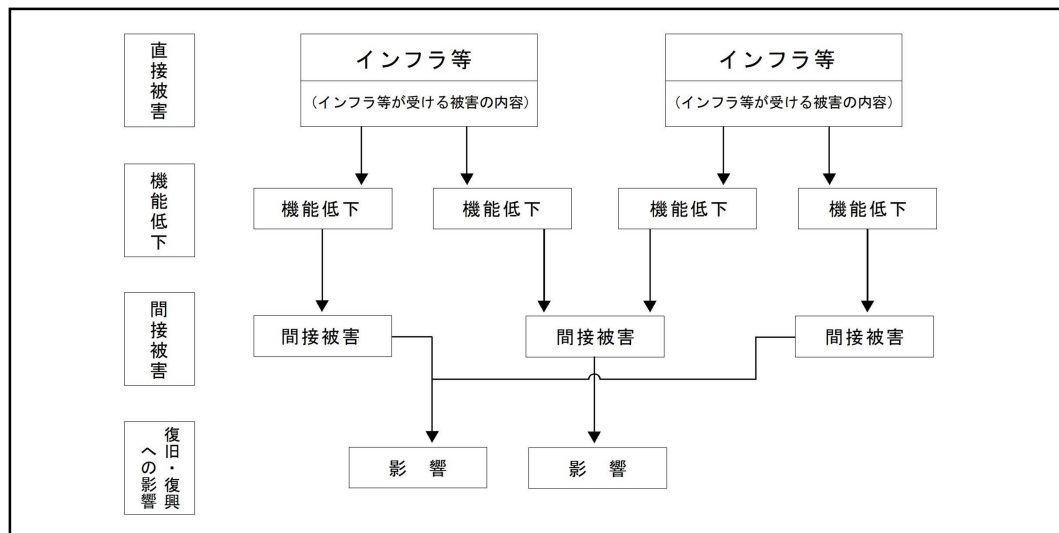 直接被害
インフラ等
(インフラ等が受ける被害の内容)
インフラ等
(インフラ等が受ける被害の内容)
機能低下
機能低下
機能低下
機能低下
機能低下
間接被害
間接被害
間接被害
間接被害
復旧・復興
への影響
影 響
影 響